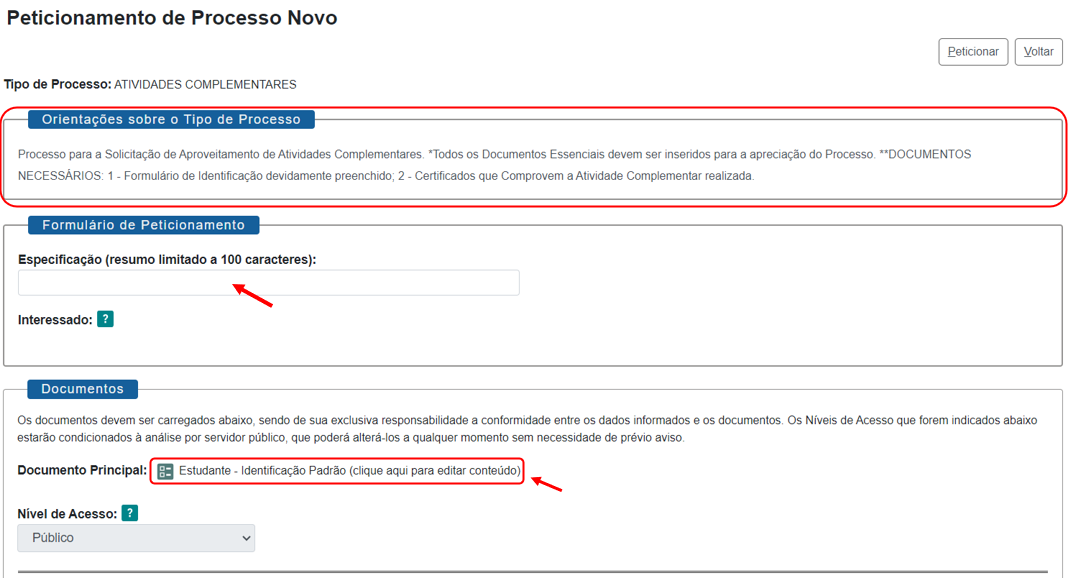 Peticionamento de Processo Novo
Peticionar Voltar
Tipo de Processo: ATIVIDADES COMPLEMENTARES
Orientações sobre o Tipo de Processo
Processo para a Solicitação de Aproveitamento de Atividades Complementares. *Todos os Documentos Essenciais devem ser inseridos para a apreciação do Processo. **DOCUMENTOS
NECESSÁRIOS: 1 - Formulário de Identificação devidamente preenchido; 2 - Certificados que Comprovem a Atividade Complementar realizada.
Formulário de Peticionamento
Especificação (resumo limitado a 100 caracteres):
Interessado: ?
Documentos
Os documentos devem ser carregados abaixo, sendo de sua exclusiva responsabilidade a conformidade entre os dados informados e os documentos. Os Níveis de Acesso que forem indicados abaixo
estarão condicionados à análise por servidor público, que poderá alterá-los a qualquer momento sem necessidade de prévio aviso.
Documento Principal: Estudante - Identificação Padrão (clique aqui para editar conteúdo)
Nível de Acesso: ?
Público